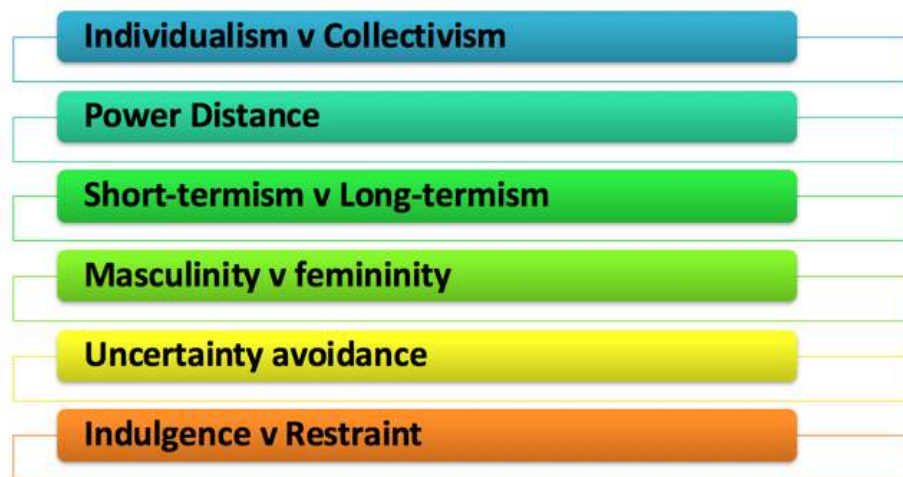 Individualism v Collectivism
Power Distance
Short-termism v Long-termism
Masculinity v femininity
Uncertainty avoidance
Indulgence v Restraint